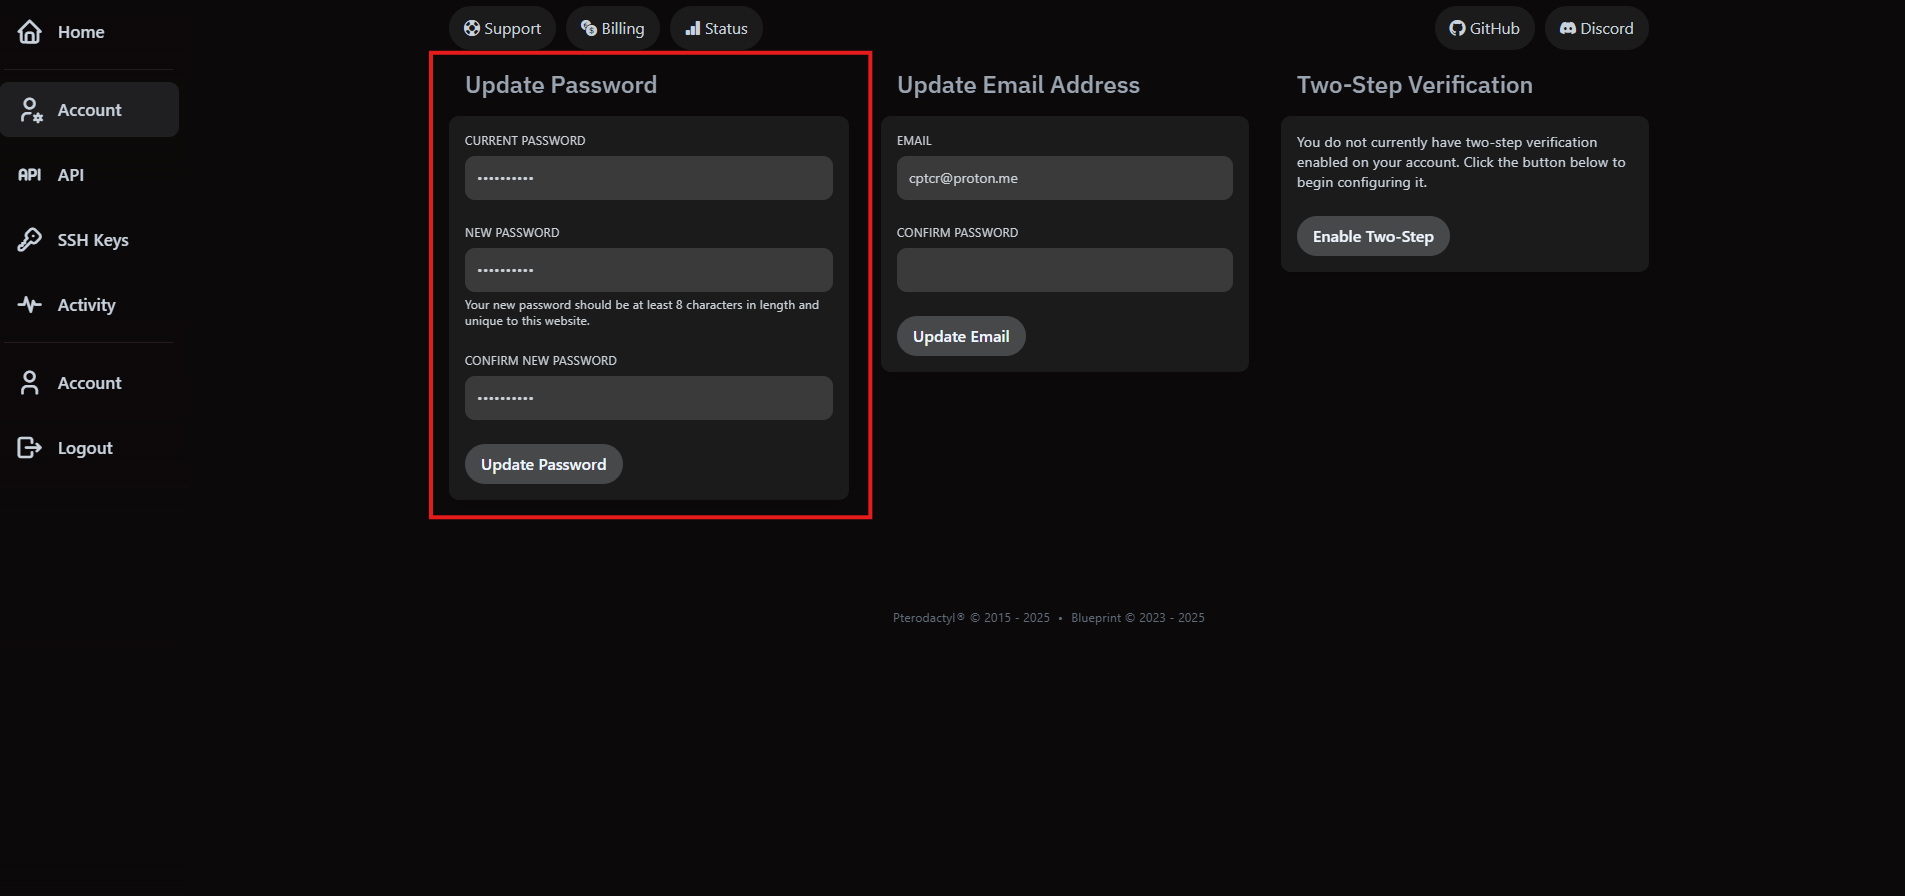 Home
Account
API API
SSH Keys
Activity
Account
Logout
Support Billing Status
GitHub Discord
Update Password
CURRENT PASSWORD
••••••••••
NEW PASSWORD
••••••••••
Your new password should be at least 8 characters in length and
unique to this website.
CONFIRM NEW PASSWORD
••••••••••
Update Password
Update Email Address
EMAIL
cptcr@proton.me
CONFIRM PASSWORD
Update Email
Two-Step Verification
You do not currently have two-step verification
enabled on your account. Click the button below to
begin configuring it.
Enable Two-Step
Pterodactyl® © 2015 - 2025 • Blueprint © 2023 - 2025